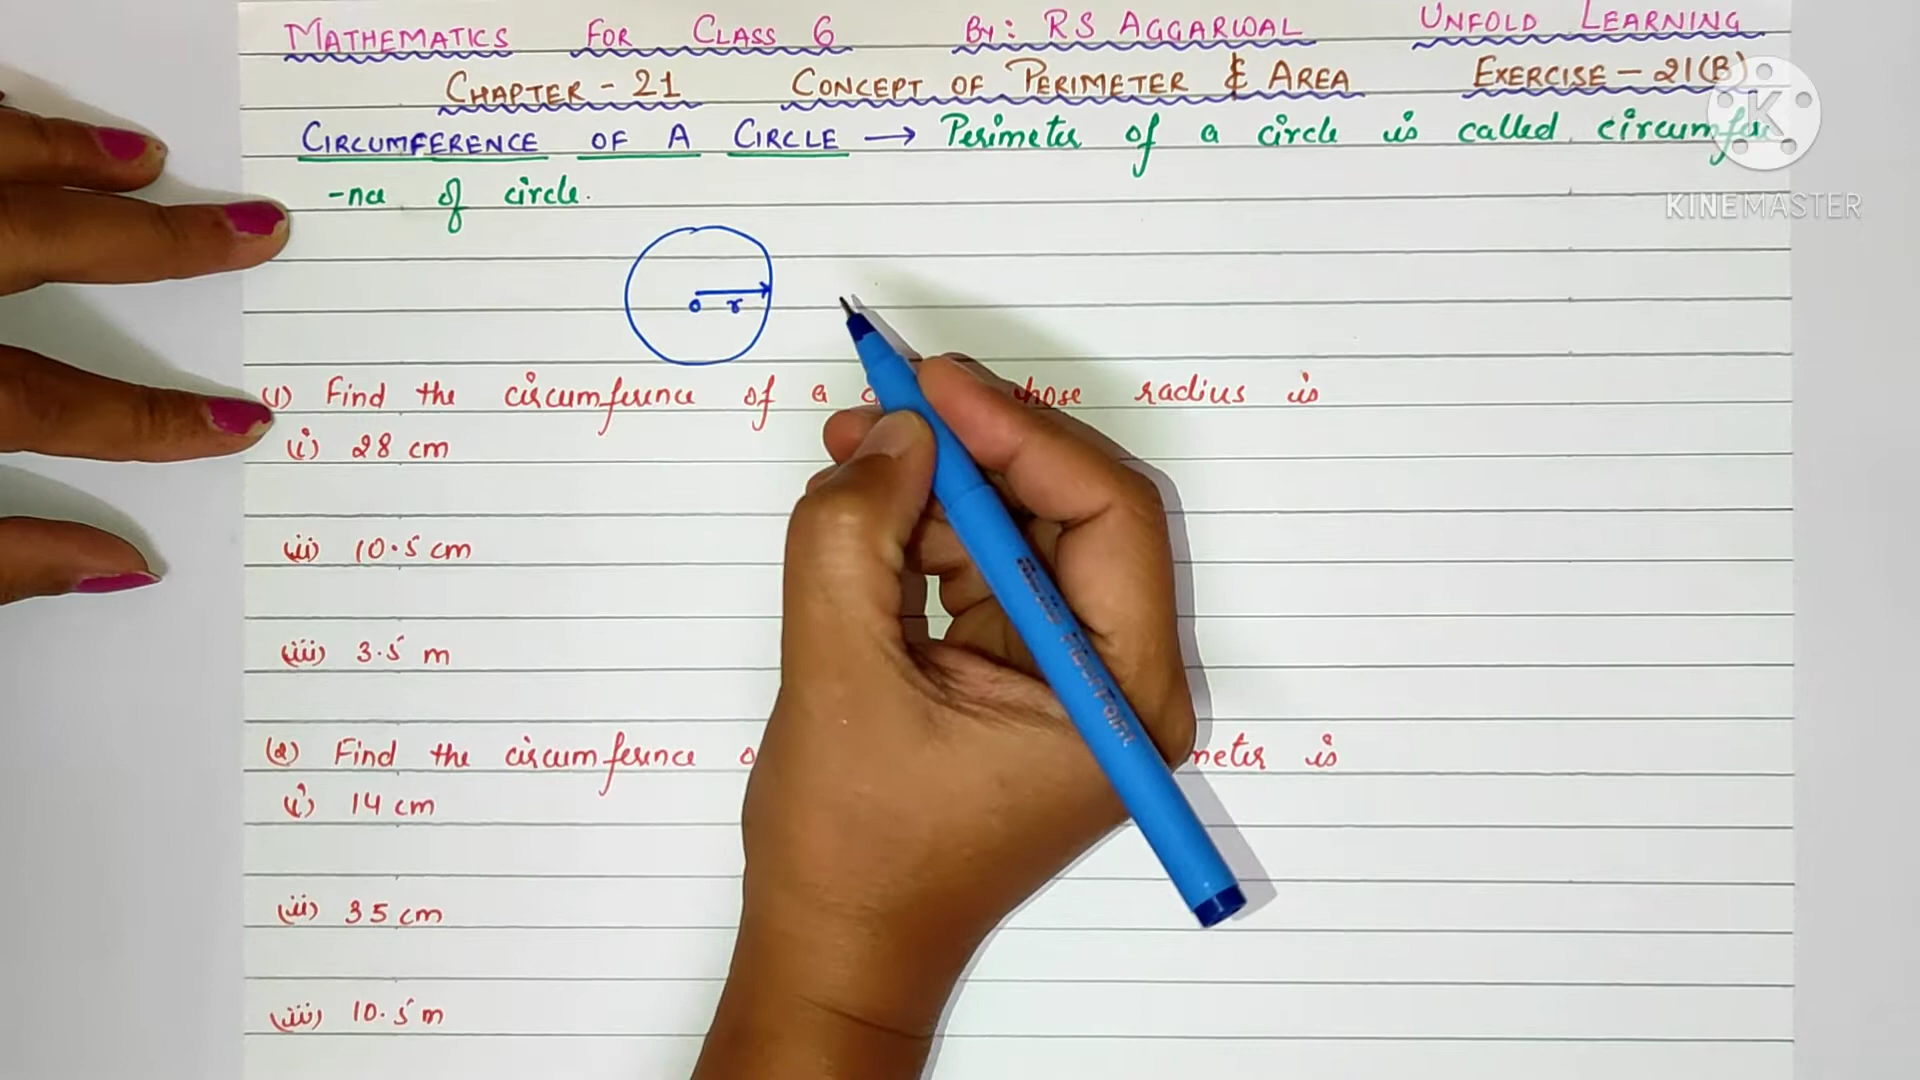 MATHEMATICS FOR CLASS 6 BY: RS AGGARWAL UNFOLD LEARNING
CHAPTER - 21 CONCEPT OF PERIMETER & AREA EXERCISE - 21(B)
CIRCUMFERENCE OF A CIRCLE → Perimeter of a circle is called circumfere
-nce of circle.
KINEMASTER
o r
(1) Find the circumference of a radius is
(i) 28 cm
(ii) 10.5 cm
(iii) 3.5 m
(2) Find the circumference is
(i) 14 cm
(ii) 35 cm
(iii) 10.5 m